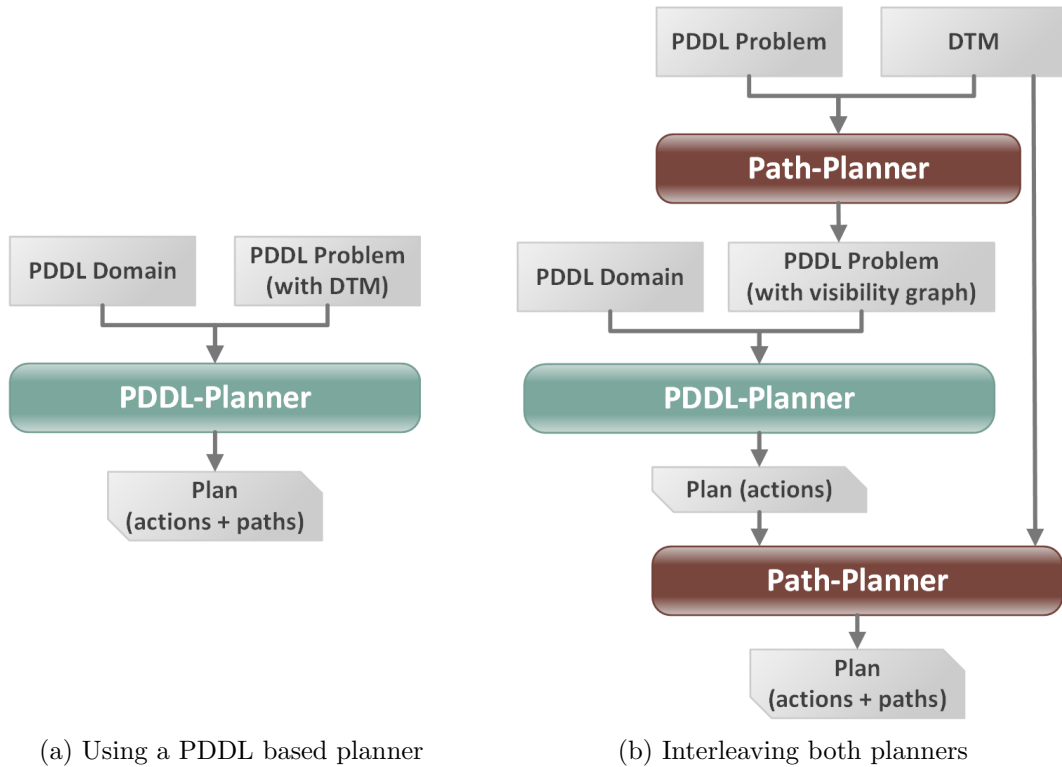 PDDL Domain
PDDL Problem
(with DTM)
PDDL-Planner
Plan
(actions + paths)
(a) Using a PDDL based planner
PDDL Problem
DTM
Path-Planner
PDDL Domain
PDDL Problem
(with visibility graph)
PDDL-Planner
Plan (actions)
Path-Planner
Plan
(actions + paths)
(b) Interleaving both planners